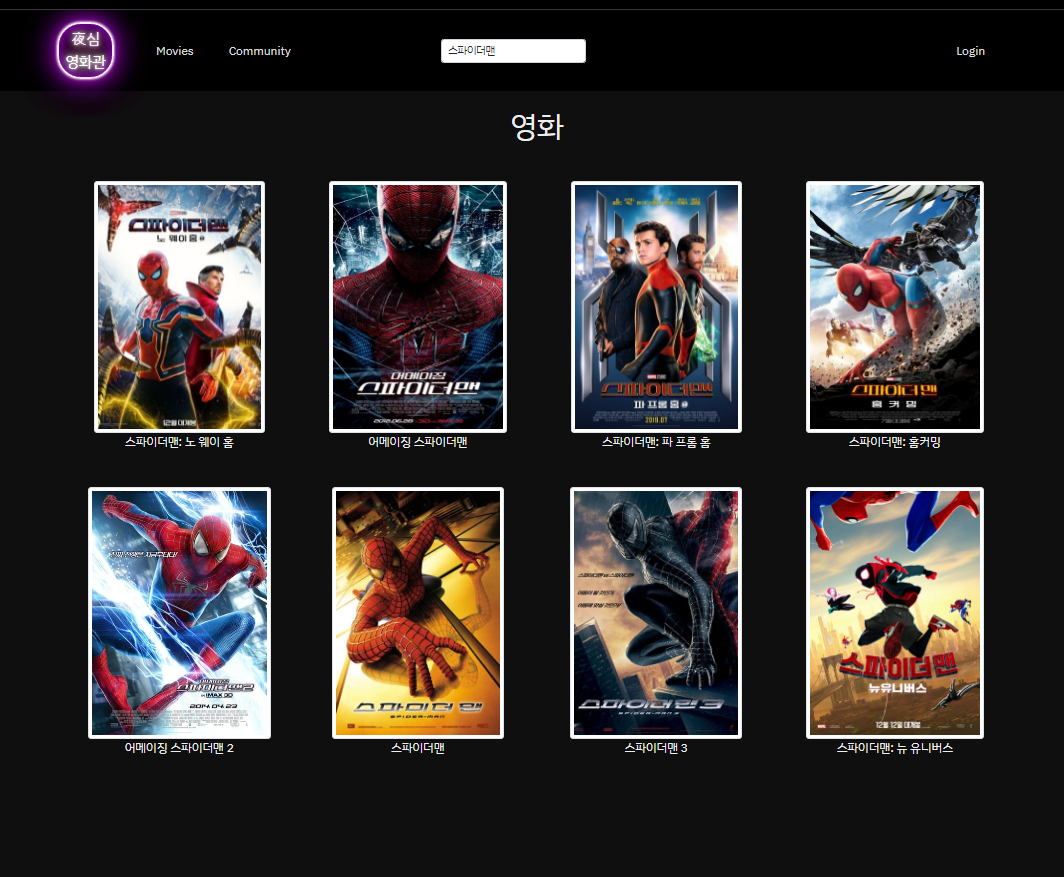 夜심
영화관
Movies
Community
스파이더맨
Login
영화
스파이더맨
노 웨이 홈
12월 대개봉
스파이더맨: 노 웨이 홈
어메이징
스파이더맨
2012.06.28
어메이징 스파이더맨
스파이더맨
파 프롬 홈
2019.07
스파이더맨: 파 프롬 홈
스파이더맨
홈 커 밍
스파이더맨: 홈커밍
어메이징
스파이더맨2
IMAX 3D
2014.04.23
어메이징 스파이더맨 2
스파이더맨
SPIDER-MAN
스파이더맨
스파이더맨 3
SPIDER-MAN 3
스파이더맨 3
스파이더맨
뉴유니버스
12월 12일 대개봉
스파이더맨: 뉴 유니버스